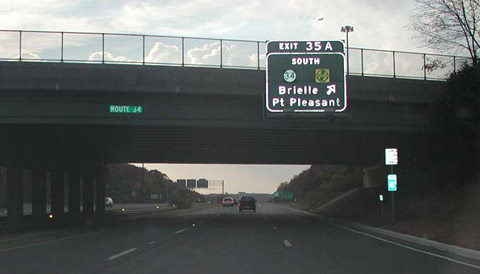 EXIT 35 A
SOUTH
34
Brielle
Pt Pleasant
ROUTE 34